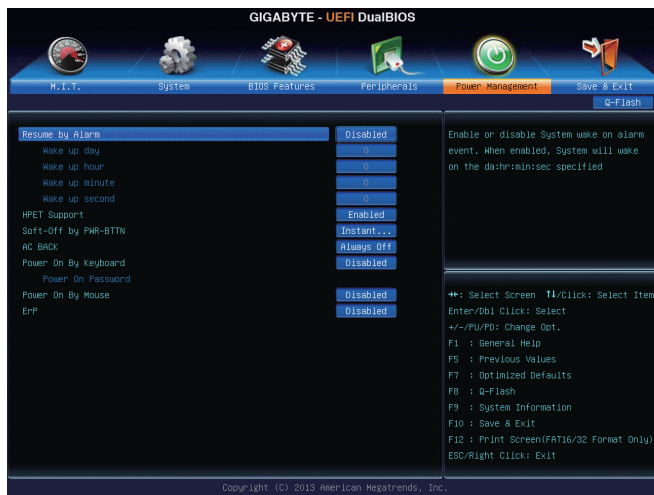 GIGABYTE - UEFI DualBIOS
M.I.T. System BIOS Features Peripherals Power Management Save & Exit
Q-Flash
Resume by Alarm Disabled
Wake up day 0
Wake up hour 0
Wake up minute 0
Wake up second 0
HPET Support Enabled
Soft-Off by PWR-BTTN Instant...
AC BACK Always Off
Power On By Keyboard Disabled
Power On Password
Power On By Mouse Disabled
ErP Disabled
Enable or disable System wake on alarm
event. When enabled, System will wake
on the da:hr:min:sec specified
→←: Select Screen ↑↓/Click: Select Item
Enter/Dbl Click: Select
+/-/PU/PD: Change Opt.
F1 : General Help
F5 : Previous Values
F7 : Optimized Defaults
F8 : Q-Flash
F9 : System Information
F10 : Save & Exit
F12 : Print Screen(FAT16/32 Format Only)
ESC/Right Click: Exit
Copyright (C) 2013 American Megatrends, Inc.